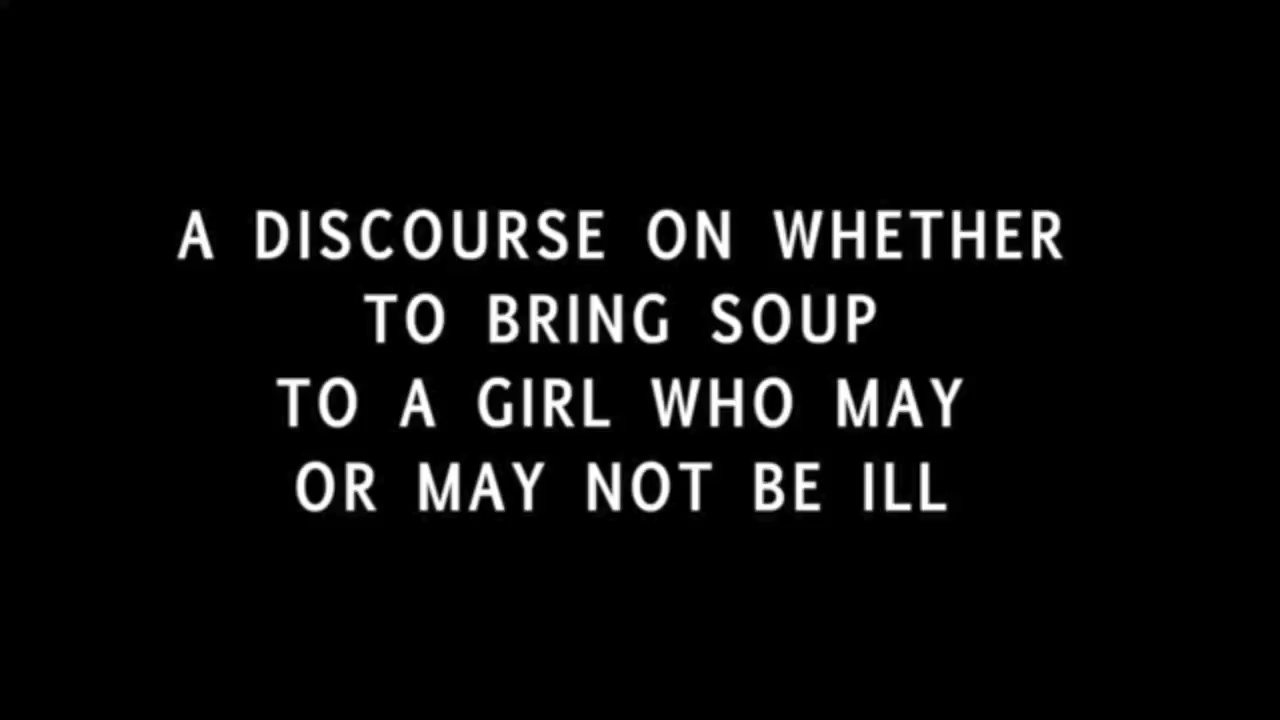 A DISCOURSE ON WHETHER
TO BRING SOUP
TO A GIRL WHO MAY
OR MAY NOT BE ILL